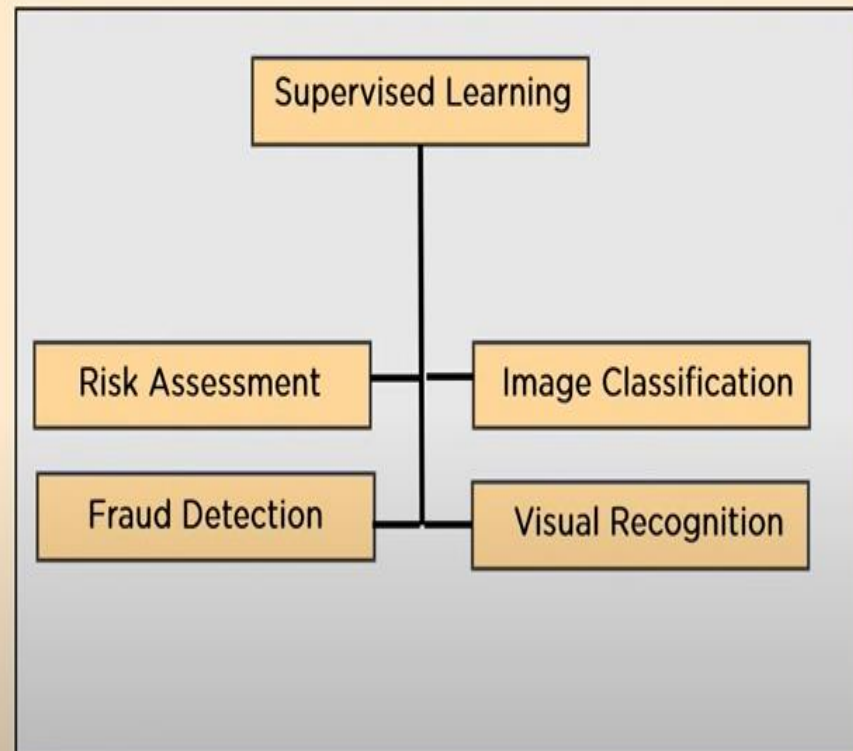 Supervised Learning
Risk Assessment
Image Classification
Fraud Detection
Visual Recognition